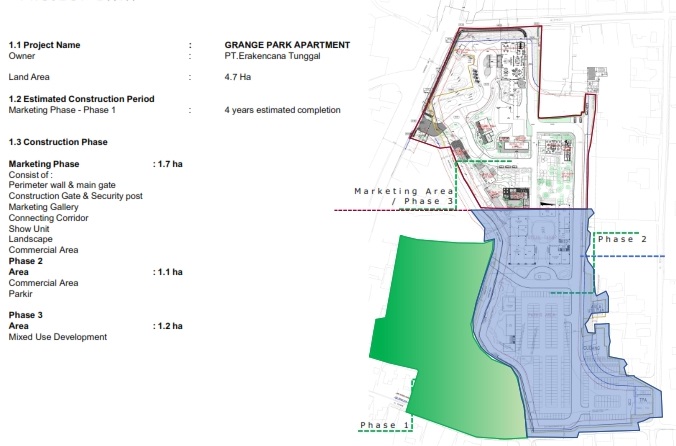 1.1 Project Name : GRANGE PARK APARTMENT
Owner : PT.Erakencana Tunggal
Land Area : 4.7 Ha
1.2 Estimated Construction Period
Marketing Phase - Phase 1 : 4 years estimated completion
1.3 Construction Phase
Marketing Phase : 1.7 ha
Consist of :
Perimeter wall & main gate
Construction Gate & Security post
Marketing Gallery
Connecting Corridor
Show Unit
Landscape
Commercial Area
Phase 2
Area : 1.1 ha
Commercial Area
Parkir
Phase 3
Area : 1.2 ha
Mixed Use Development
Marketing Area
/ Phase 3
Phase 2
Phase 1